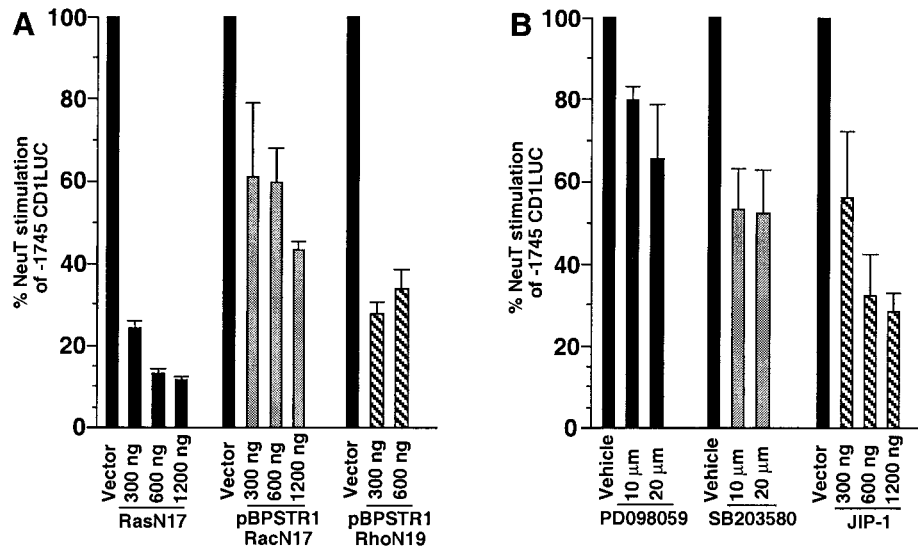 A
% NeuT stimulation
of -1745 CD1LUC
100
80
60
40
20
0
Vector
300 ng
600 ng
1200 ng
RasN17
Vector
300 ng
600 ng
1200 ng
pBPSTR1
RacN17
Vector
300 ng
600 ng
pBPSTR1
RhoN19
B
% NeuT stimulation
of -1745 CD1LUC
100
80
60
40
20
0
Vehicle
10 μm
20 μm
PD098059
Vehicle
10 μm
20 μm
SB203580
Vector
300 ng
600 ng
1200 ng
JIP-1